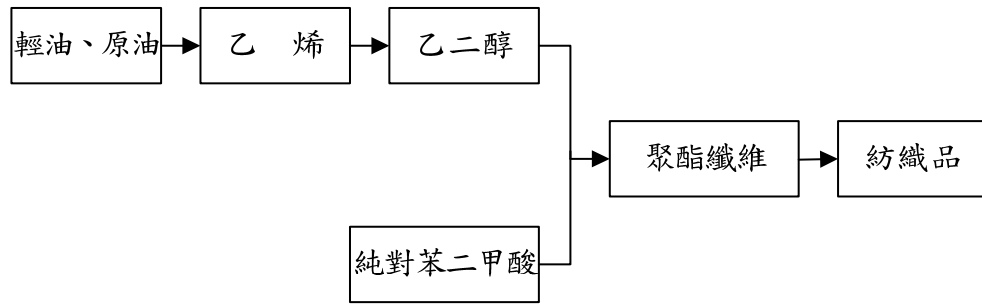 輕油、原油
乙 烯
乙二醇
聚酯纖維
紡織品
純對苯二甲酸